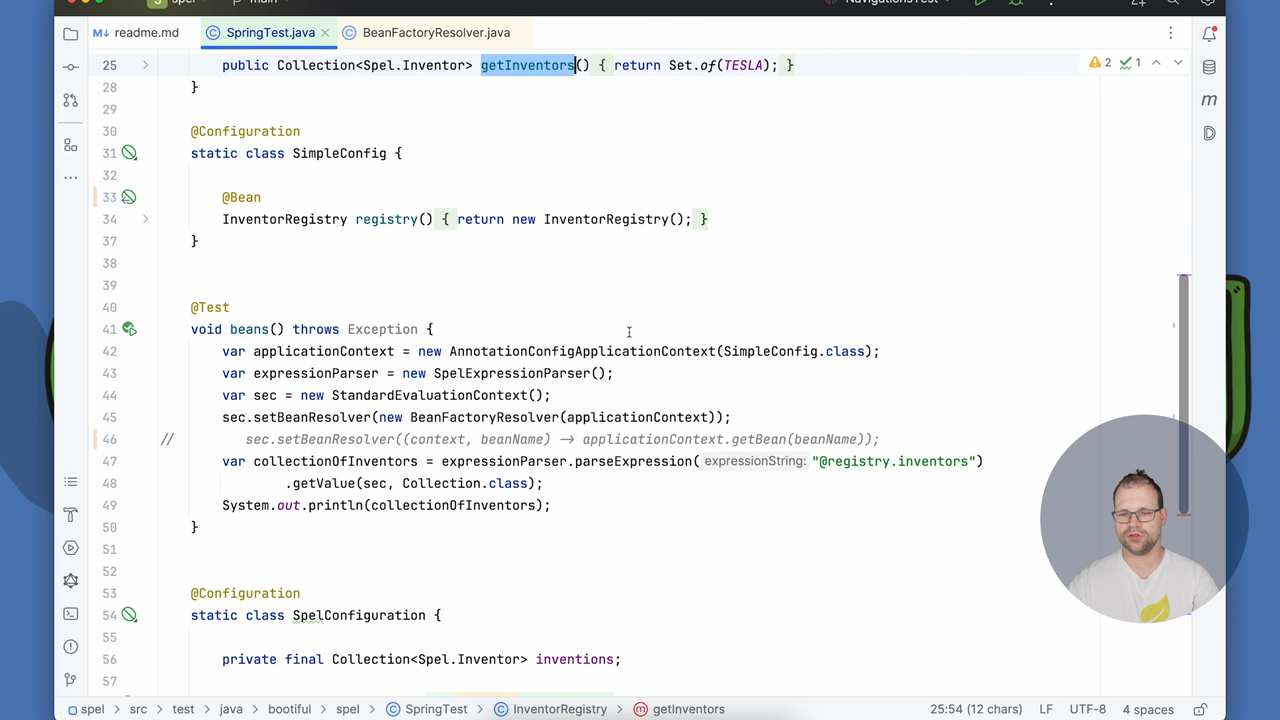 readme.md
SpringTest.java
BeanFactoryResolver.java
25 public Collection<Spel.Inventor> getInventors() { return Set.of(TESLA); }
2 1
28 }
29
30 @Configuration
31 static class SimpleConfig {
32
33 @Bean
34 InventorRegistry registry() { return new InventorRegistry(); }
37 }
38
39
40 @Test
41 void beans() throws Exception {
42 var applicationContext = new AnnotationConfigApplicationContext(SimpleConfig.class);
43 var expressionParser = new SpelExpressionParser();
44 var sec = new StandardEvaluationContext();
45 sec.setBeanResolver(new BeanFactoryResolver(applicationContext));
46 // sec.setBeanResolver((context, beanName) -> applicationContext.getBean(beanName));
47 var collectionOfInventors = expressionParser.parseExpression( expressionString: "@registry.inventors")
48 .getValue(sec, Collection.class);
49 System.out.println(collectionOfInventors);
50 }
51
52
53 @Configuration
54 static class SpelConfiguration {
55
56 private final Collection<Spel.Inventor> inventions;
57
spel > src > test > java > bootiful > spel > SpringTest > InventorRegistry > getInventors 25:54 (12 chars) LF UTF-8 4 spaces